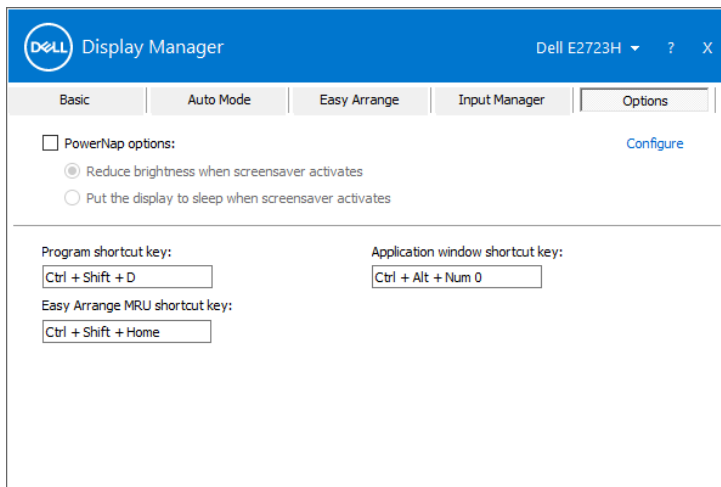 DELL Display Manager Dell E2723H ? X
Basic Auto Mode Easy Arrange Input Manager Options
PowerNap options: Configure
Reduce brightness when screensaver activates
Put the display to sleep when screensaver activates
Program shortcut key: Application window shortcut key:
Ctrl + Shift + D Ctrl + Alt + Num 0
Easy Arrange MRU shortcut key:
Ctrl + Shift + Home